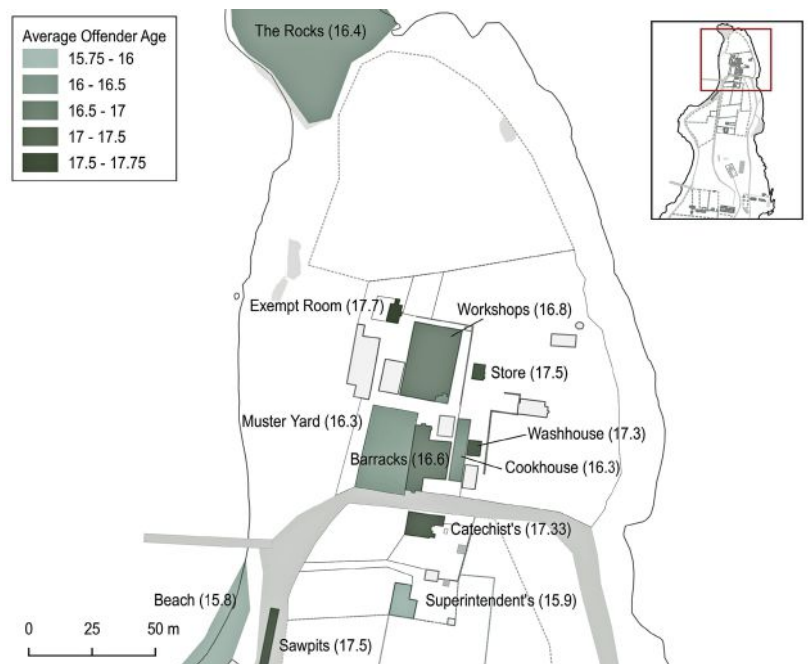 The Rocks (16.4)
Average Offender Age
15.75 - 16
16 - 16.5
16.5 - 17
17 - 17.5
17.5 - 17.75
Exempt Room (17.7)
Workshops (16.8)
Store (17.5)
Muster Yard (16.3)
Washhouse (17.3)
Barracks (16.6)
Cookhouse (16.3)
Catechist's (17.33)
Beach (15.8)
Superintendent's (15.9)
0 25 50 m
Sawpits (17.5)